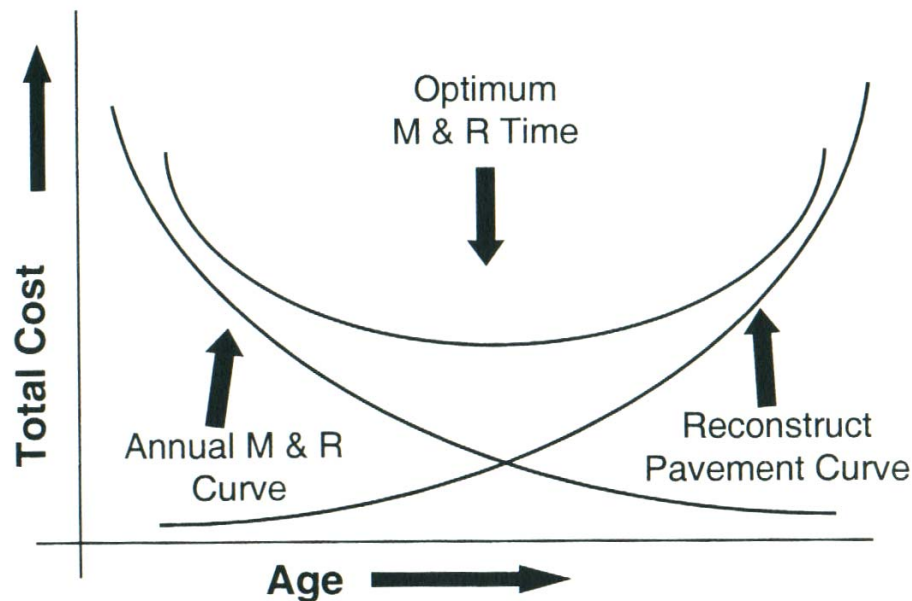 Optimum
M & R Time
Total Cost
Annual M & R
Curve
Reconstruct
Pavement Curve
Age